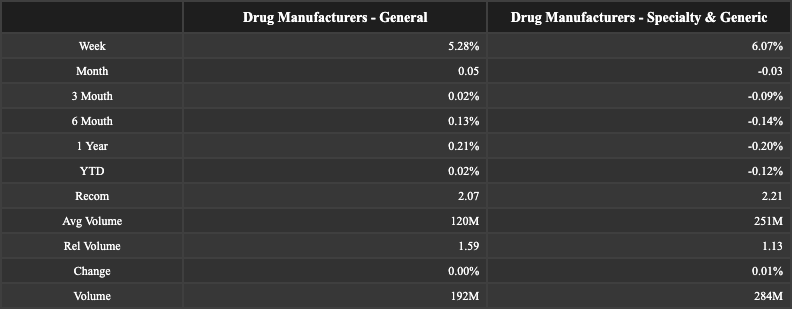 Drug Manufacturers - General Drug Manufacturers - Specialty & Generic
Week 5.28% 6.07%
Month 0.05 -0.03
3 Mouth 0.02% -0.09%
6 Mouth 0.13% -0.14%
1 Year 0.21% -0.20%
YTD 0.02% -0.12%
Recom 2.07 2.21
Avg Volume 120M 251M
Rel Volume 1.59 1.13
Change 0.00% 0.01%
Volume 192M 284M